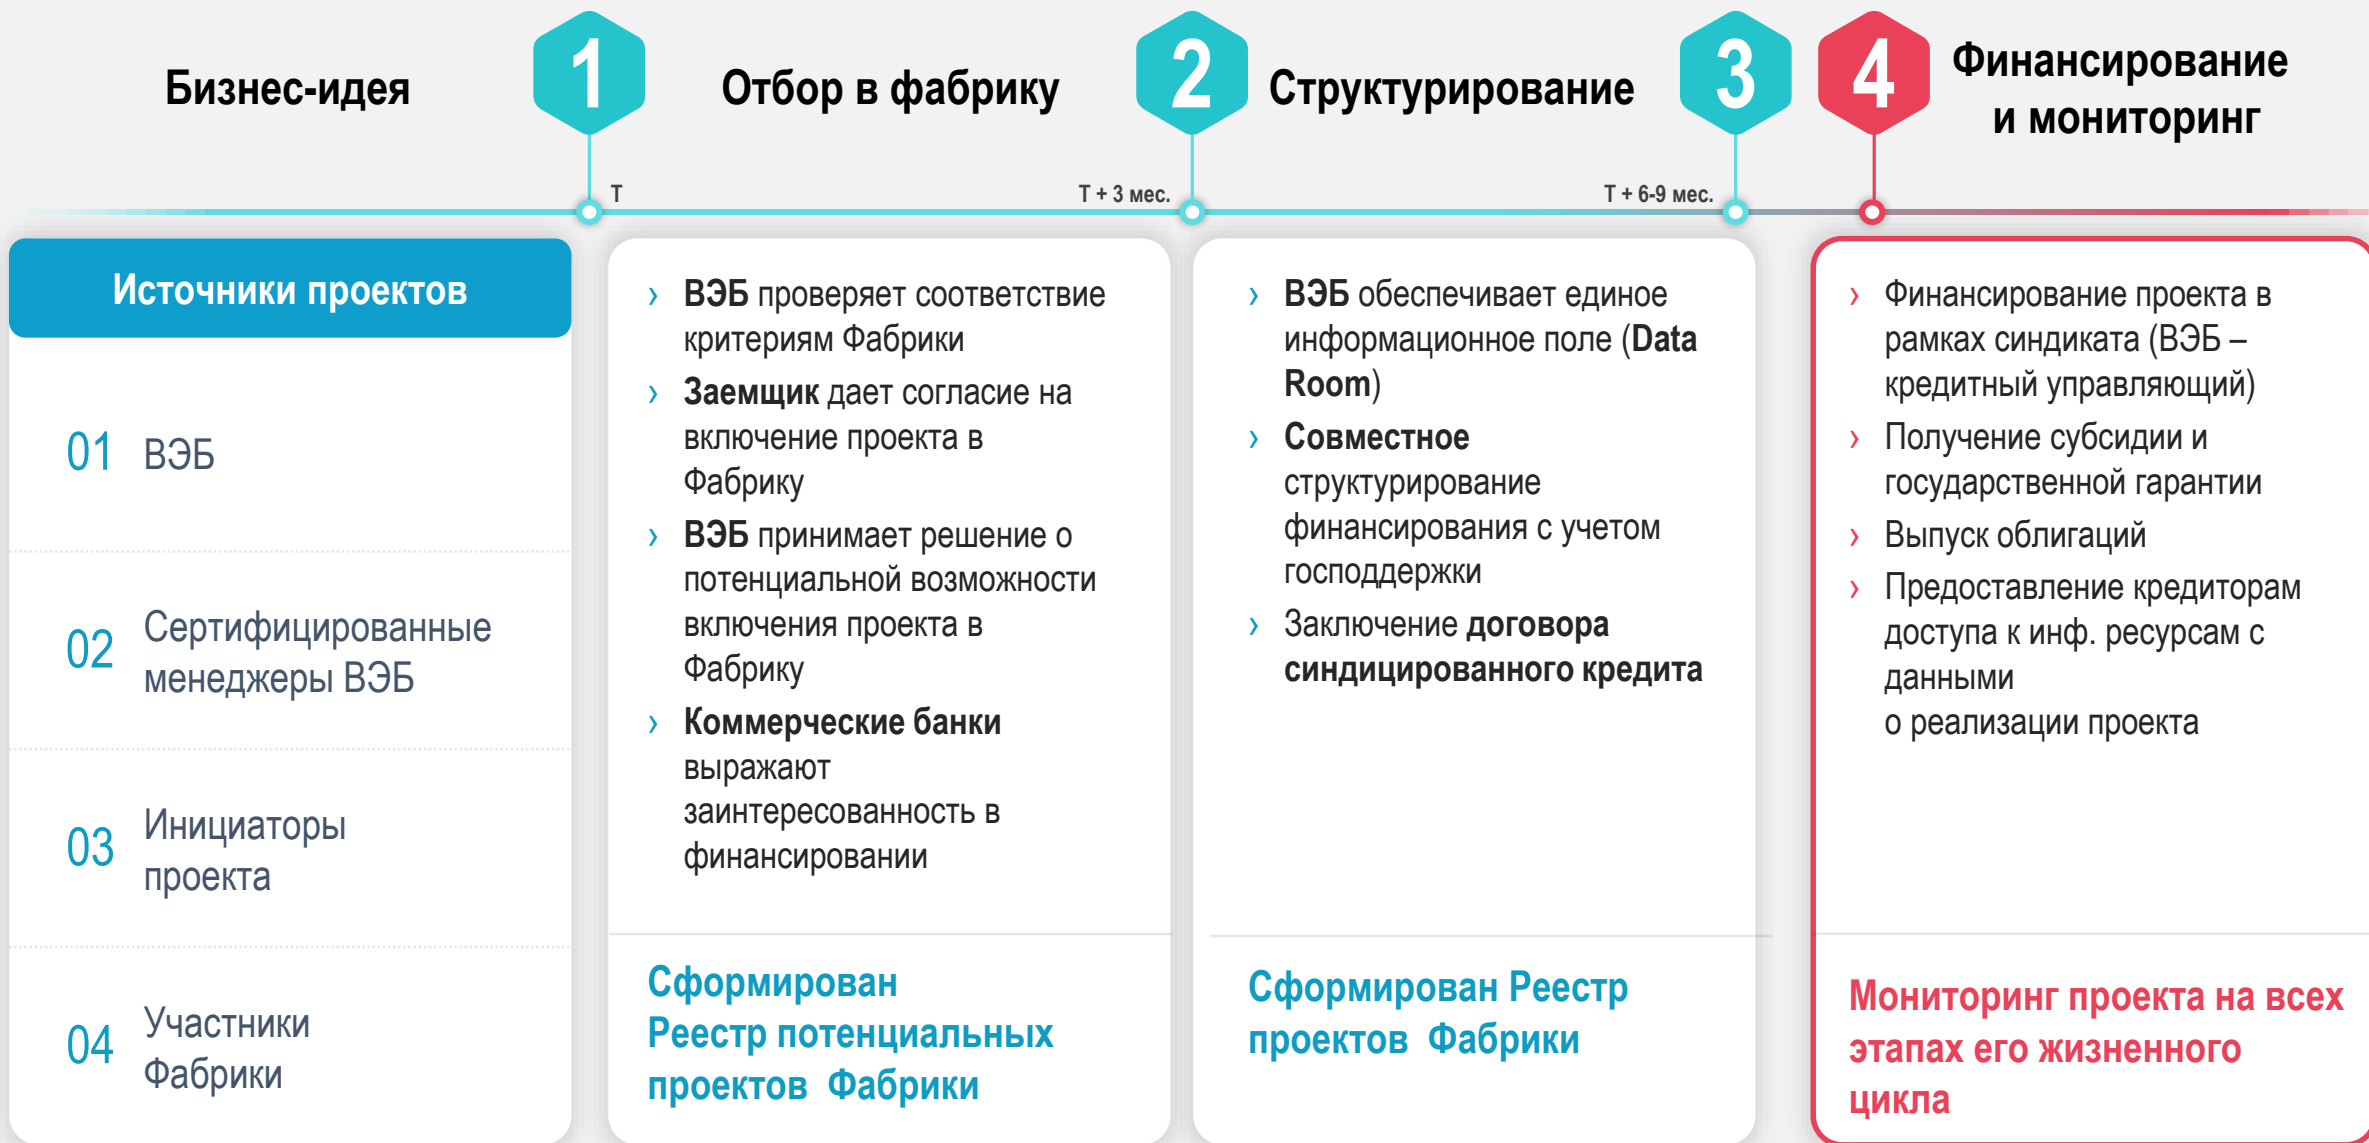 Бизнес-идея
1
Отбор в фабрику
2
Структурирование
3
4
Финансирование
и мониторинг
T
T + 3 мес.
T + 6-9 мес.
Источники проектов
01 ВЭБ
02 Сертифицированные
менеджеры ВЭБ
03 Инициаторы
проекта
04 Участники
Фабрики
› ВЭБ проверяет соответствие
критериям Фабрики
› Заемщик дает согласие на
включение проекта в
Фабрику
› ВЭБ принимает решение о
потенциальной возможности
включения проекта в
Фабрику
› Коммерческие банки
выражают
заинтересованность в
финансировании
Сформирован
Реестр потенциальных
проектов Фабрики
› ВЭБ обеспечивает единое
информационное поле (Data
Room)
› Совместное
структурирование
финансирования с учетом
господдержки
› Заключение договора
синдицированного кредита
Сформирован Реестр
проектов Фабрики
› Финансирование проекта в
рамках синдиката (ВЭБ –
кредитный управляющий)
› Получение субсидии и
государственной гарантии
› Выпуск облигаций
› Предоставление кредиторам
доступа к инф. ресурсам с
данными
о реализации проекта
Мониторинг проекта на всех
этапах его жизненного
цикла